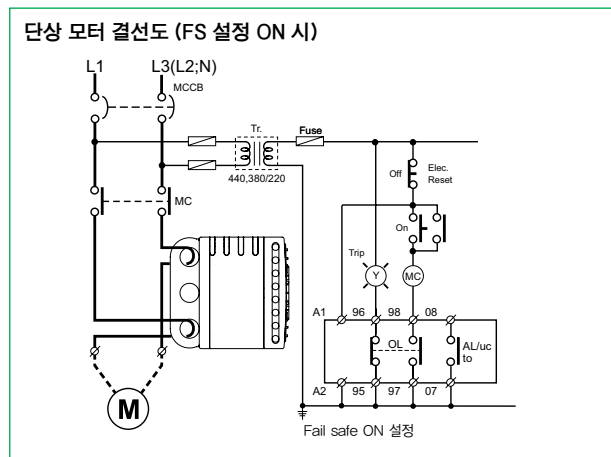 단상 모터 결선도 (FS 설정 ON 시)
L1 L3(L2;N)
MCCB
Tr. Fuse
440,380/220
Off Elec. Reset
MC
On
Trip
Y MC
A1 96 98 08
OL AL/uc to
A2 95 97 07
M
Fail safe ON 설정